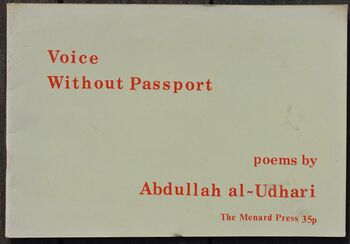 Voice
Without Passport
poems by
Abdullah al-Udhari
The Menard Press 35p